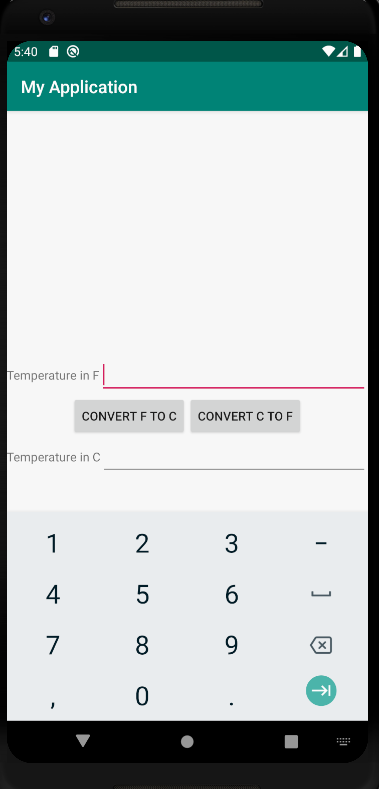 5:40
My Application
Temperature in F
CONVERT F TO C CONVERT C TO F
Temperature in C
1 2 3 -
4 5 6
7 8 9
, 0 .